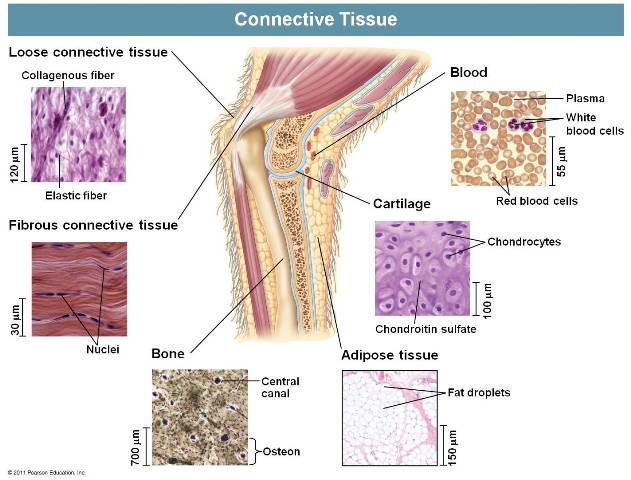 Connective Tissue
Loose connective tissue
Collagenous fiber
120 μm
Elastic fiber
Blood
Plasma
White
blood cells
55 μm
Red blood cells
Cartilage
Chondrocytes
100 μm
Chondroitin sulfate
Fibrous connective tissue
30 μm
Nuclei
Bone
Central
canal
700 μm
Osteon
Adipose tissue
Fat droplets
150 μm
© 2011 Pearson Education, Inc.